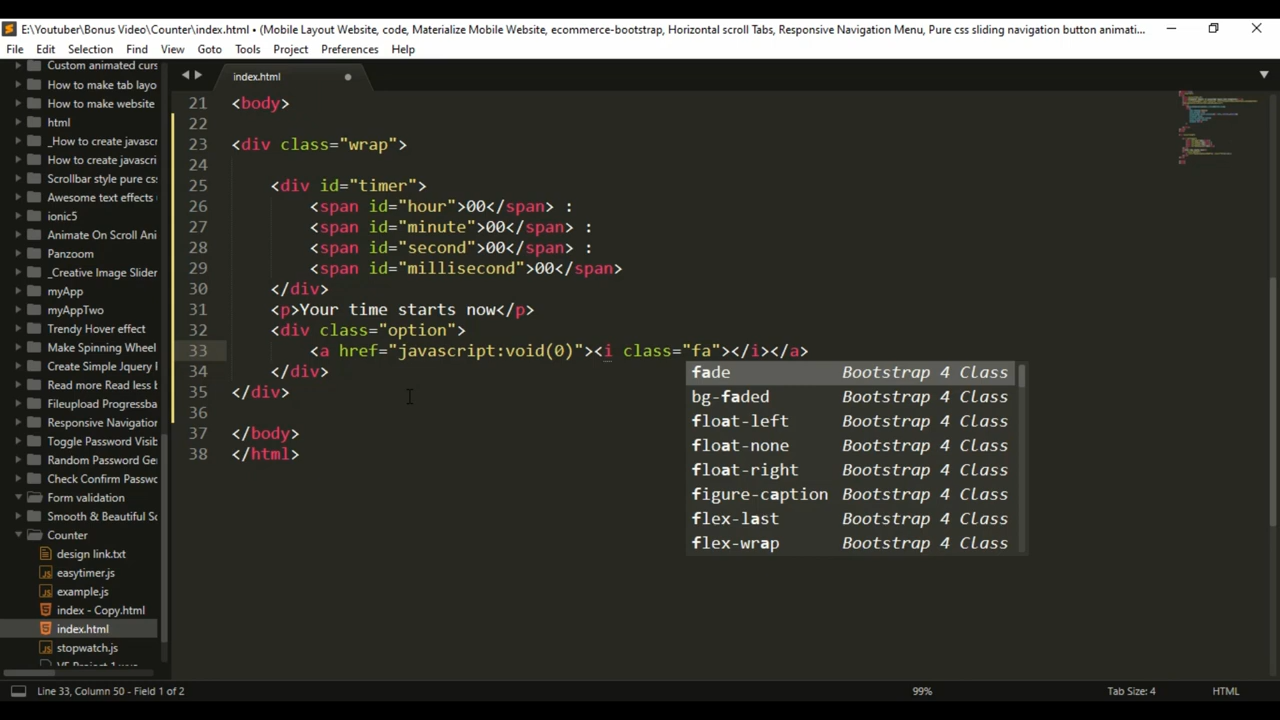 E:\Youtuber\Bonus Video\Counter\index.html • (Mobile Layout Website, code, Materialize Mobile Website, ecommerce-bootstrap, Horizontal scroll Tabs, Responsive Navigation Menu, Pure css sliding navigation button animati...
File Edit Selection Find View Goto Tools Project Preferences Help
Custom animated curs
How to make tab layo
How to make website
html
_How to create javasc
How to create javascri
Scrollbar style pure cs
Awesome text effects
ionic5
Animate On Scroll Ani
Panzoom
_Creative Image Slider
myApp
myAppTwo
Trendy Hover effect
Make Spinning Wheel
Create Simple Jquery
Read more Read less b
Fileupload Progressba
Responsive Navigation
Toggle Password Visib
Random Password Ge
Check Confirm Passwo
Form validation
Smooth & Beautiful Sc
Counter
design link.txt
easytimer.js
example.js
index - Copy.html
index.html
stopwatch.js
index.html
21 <body>
22
23 <div class="wrap">
24
25 <div id="timer">
26 <span id="hour">00</span> :
27 <span id="minute">00</span> :
28 <span id="second">00</span> :
29 <span id="millisecond">00</span>
30 </div>
31 <p>Your time starts now</p>
32 <div class="option">
33 <a href="javascript:void(0)"><i class="fa"></i></a>
34 </div>
35 </div>
36
37 </body>
38 </html>
fade Bootstrap 4 Class
bg-faded Bootstrap 4 Class
float-left Bootstrap 4 Class
float-none Bootstrap 4 Class
float-right Bootstrap 4 Class
figure-caption Bootstrap 4 Class
flex-last Bootstrap 4 Class
flex-wrap Bootstrap 4 Class
Line 33, Column 50 - Field 1 of 2 99% Tab Size: 4 HTML